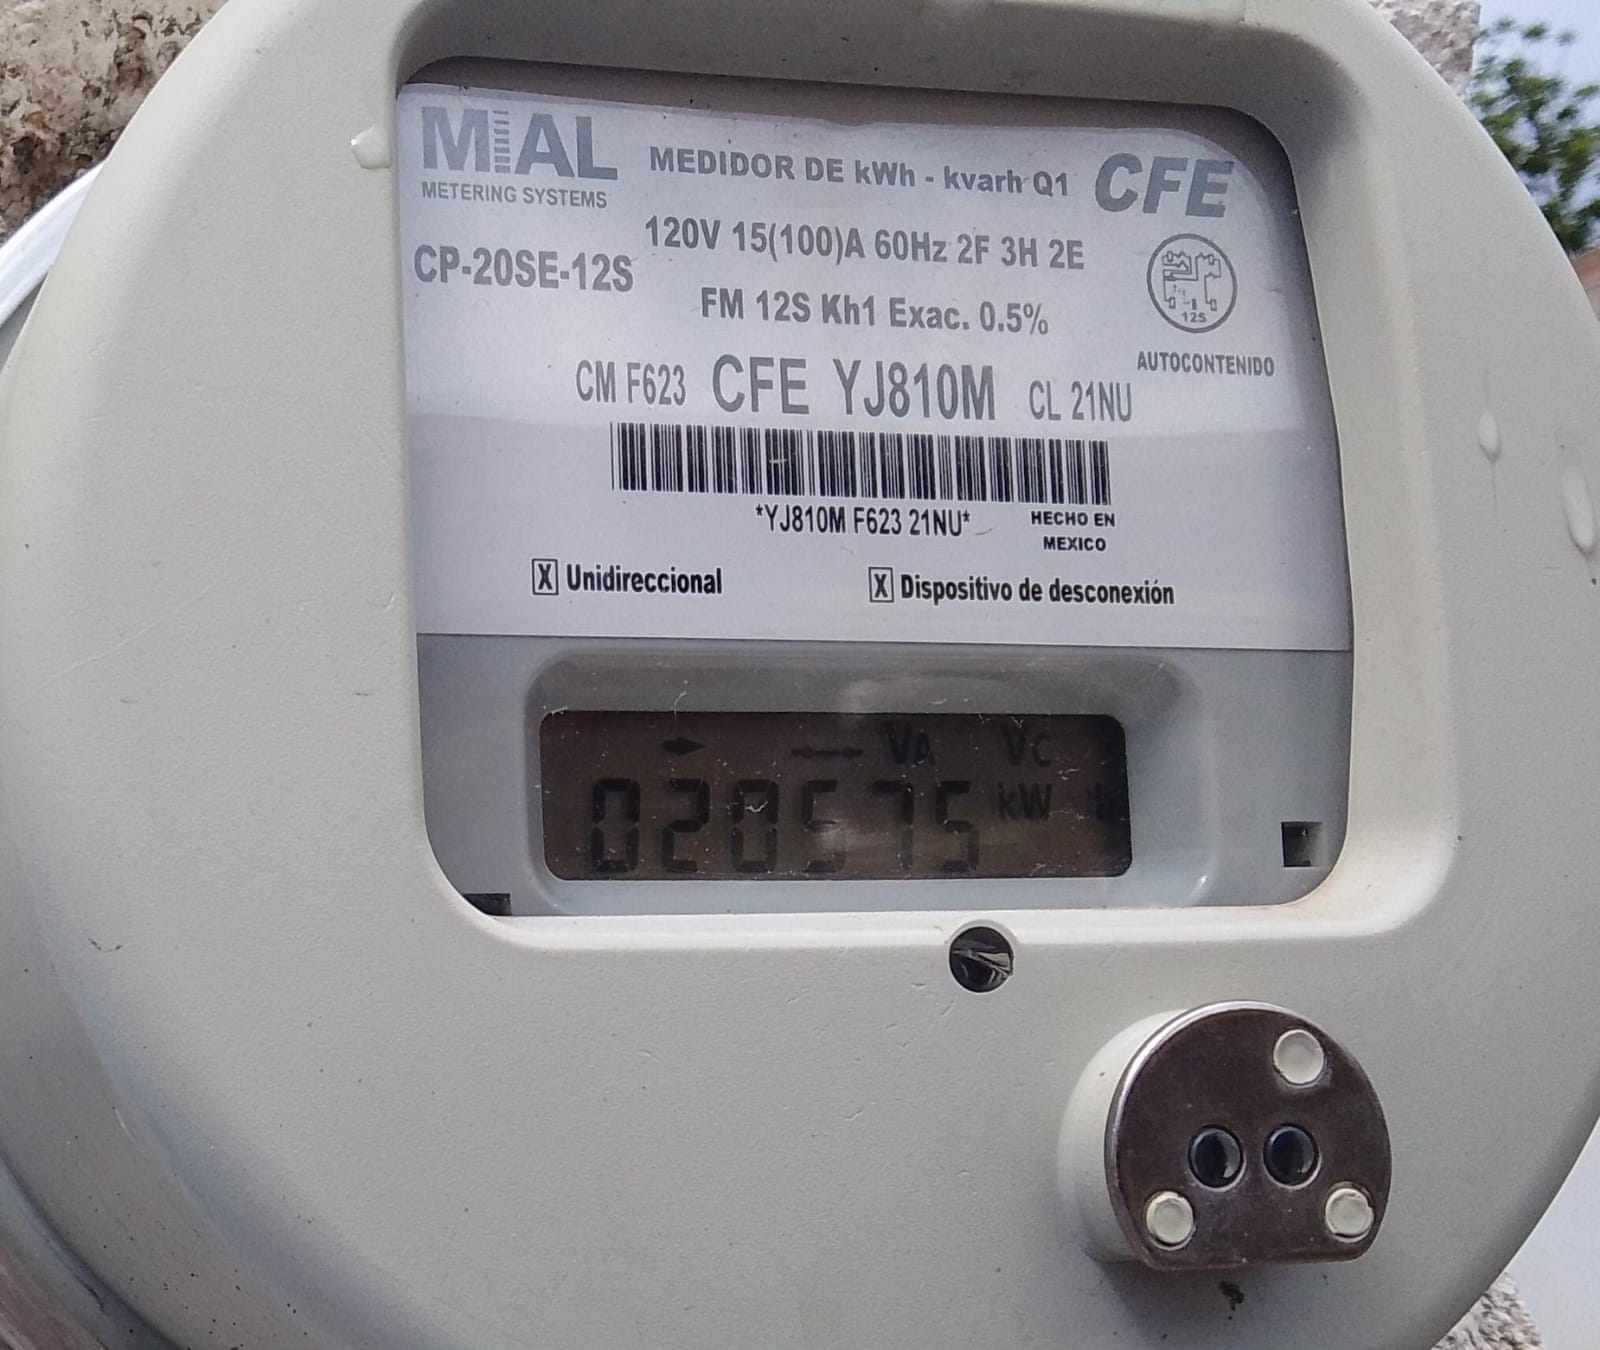 MIAL
METERING SYSTEMS
MEDIDOR DE kWh - kvarh Q1
CFE
120V 15(100)A 60Hz 2F 3H 2E
CP-20SE-12S
FM 12S Kh1 Exac. 0.5%
12S
AUTOCONTENIDO
CM F623 CFE YJ810M CL 21NU
*YJ810M F623 21NU*
HECHO EN
MEXICO
X Unidireccional
X Dispositivo de desconexión
VA VC
020575 kW h